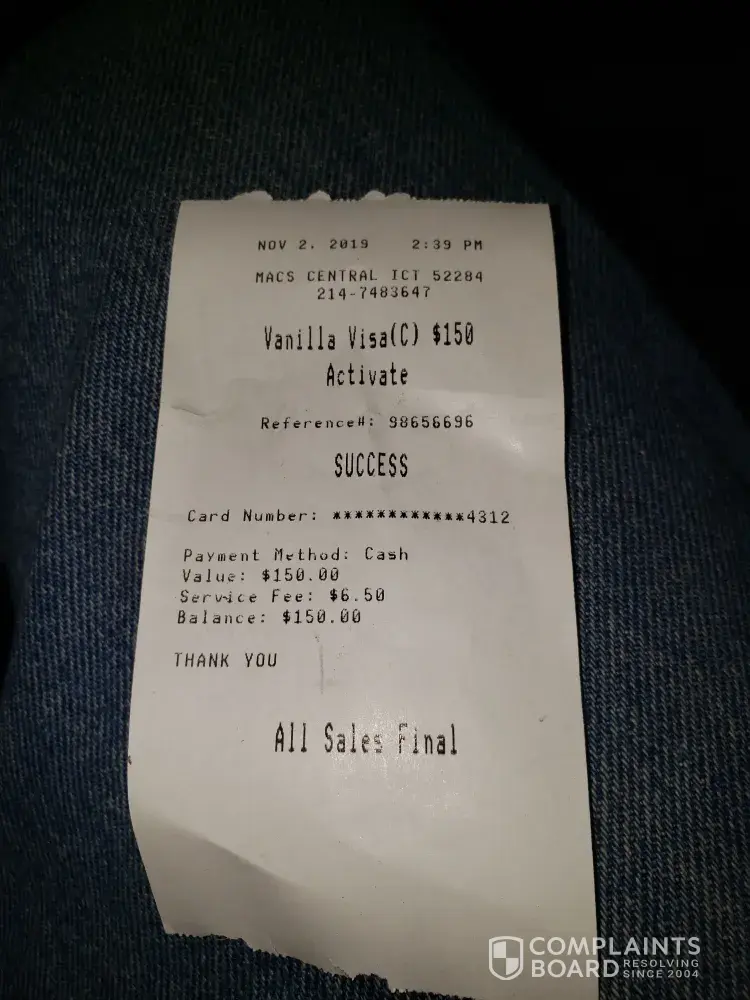 NOV 2. 2019 2:39 PM
MACS CENTRAL ICT 52284
214-7483647
Vanilla Visa(C) $150
Activate
Reference#: 98656696
SUCCESS
Card Number: ************4312
Payment Method: Cash
Value: $150.00
Service Fee: $6.50
Balance: $150.00
THANK YOU
All Sales Final
COMPLAINTS
BOARD RESOLVING
SINCE 2004